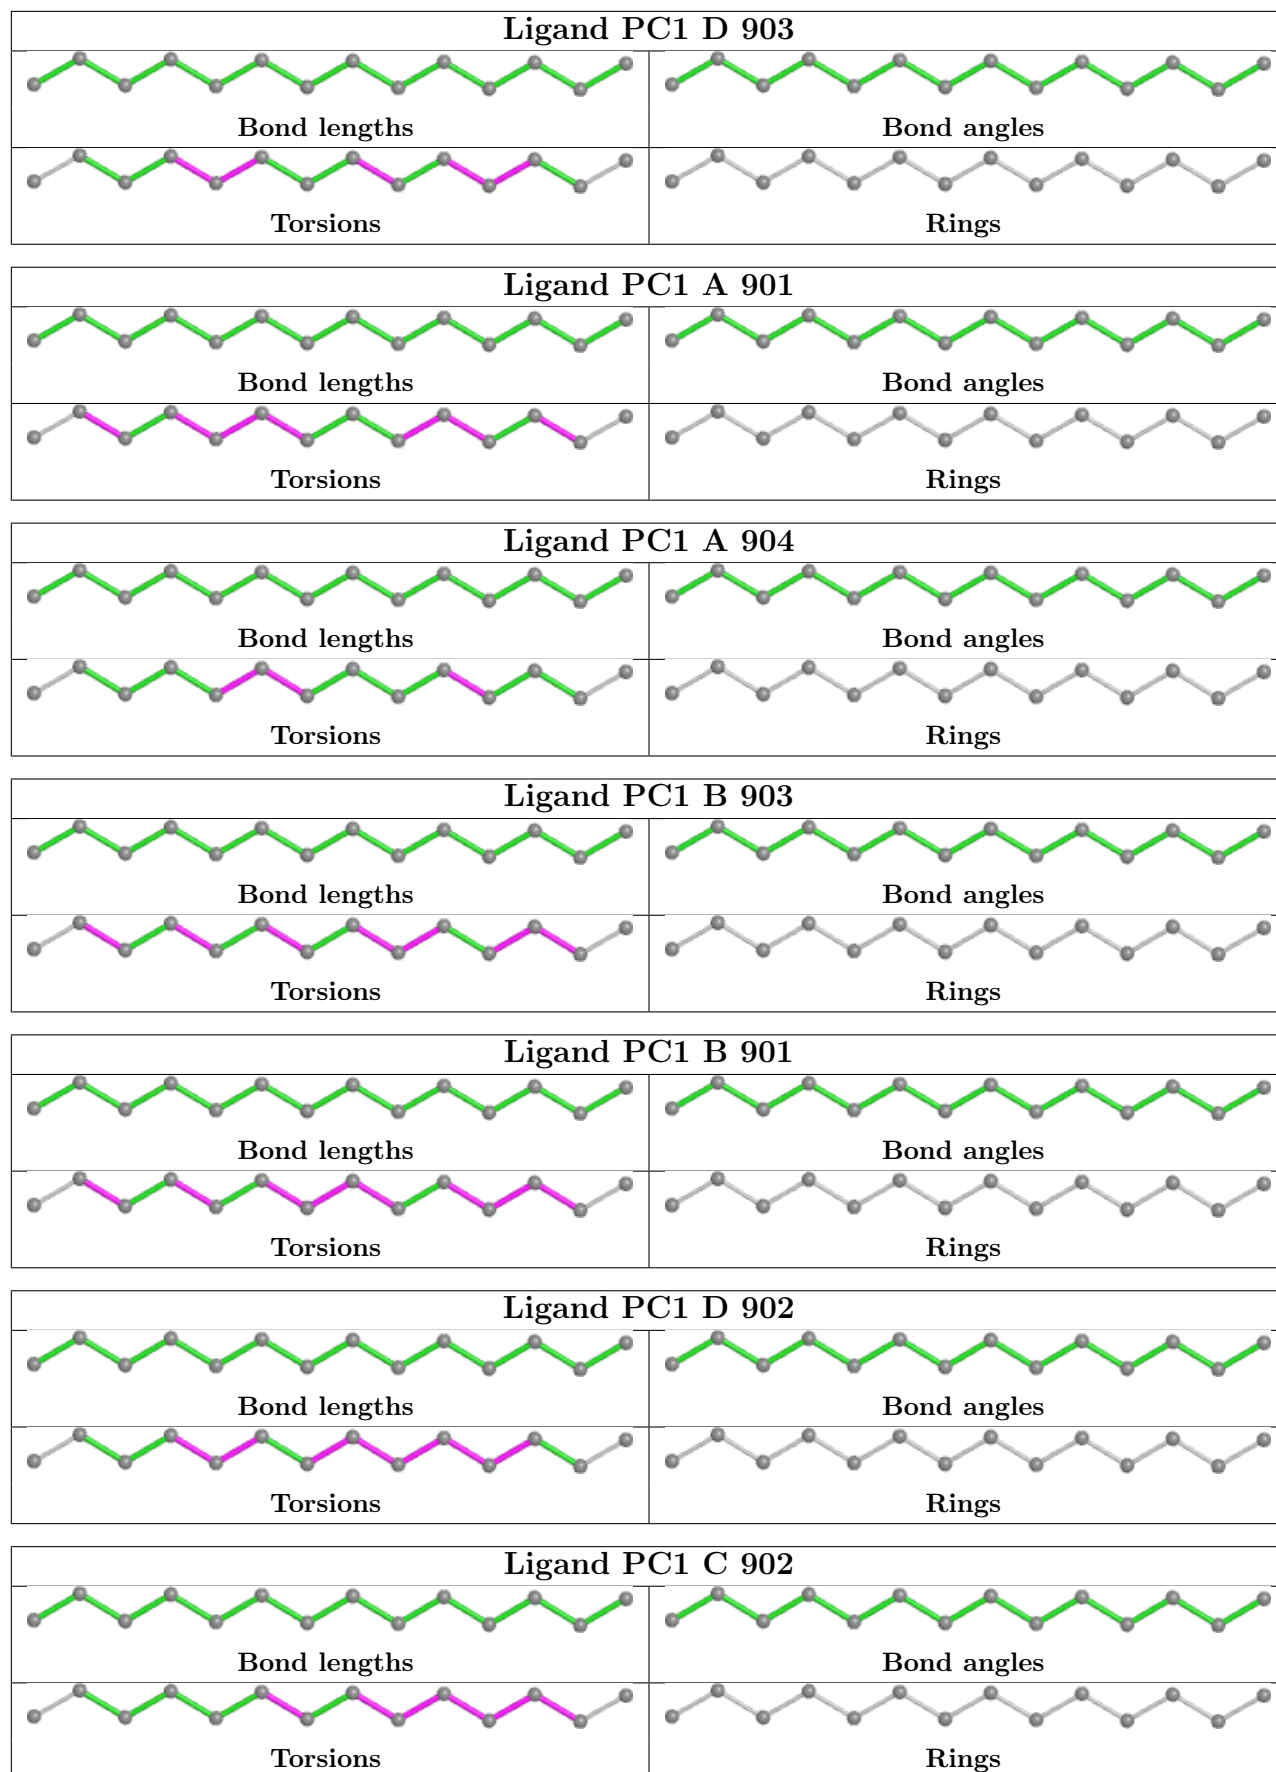 Ligand PC1 D 903
Bond lengths Bond angles
Torsions Rings
Ligand PC1 A 901
Bond lengths Bond angles
Torsions Rings
Ligand PC1 A 904
Bond lengths Bond angles
Torsions Rings
Ligand PC1 B 903
Bond lengths Bond angles
Torsions Rings
Ligand PC1 B 901
Bond lengths Bond angles
Torsions Rings
Ligand PC1 D 902
Bond lengths Bond angles
Torsions Rings
Ligand PC1 C 902
Bond lengths Bond angles
Torsions Rings